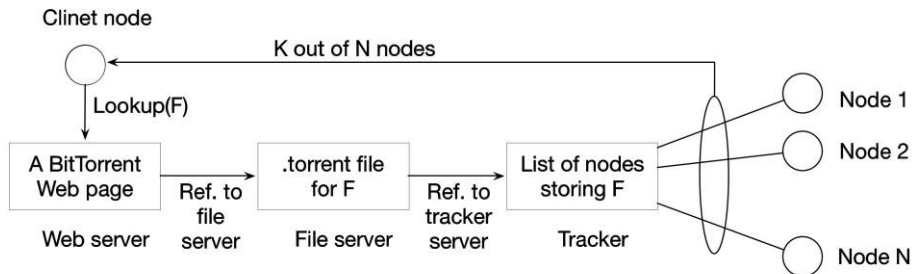 Clinet node
K out of N nodes
Lookup(F)
Node 1
Node 2
A BitTorrent
Web page
Ref. to
file
server
.torrent file
for F
Ref. to
tracker
server
List of nodes
storing F
Web server
File server
Tracker
Node N